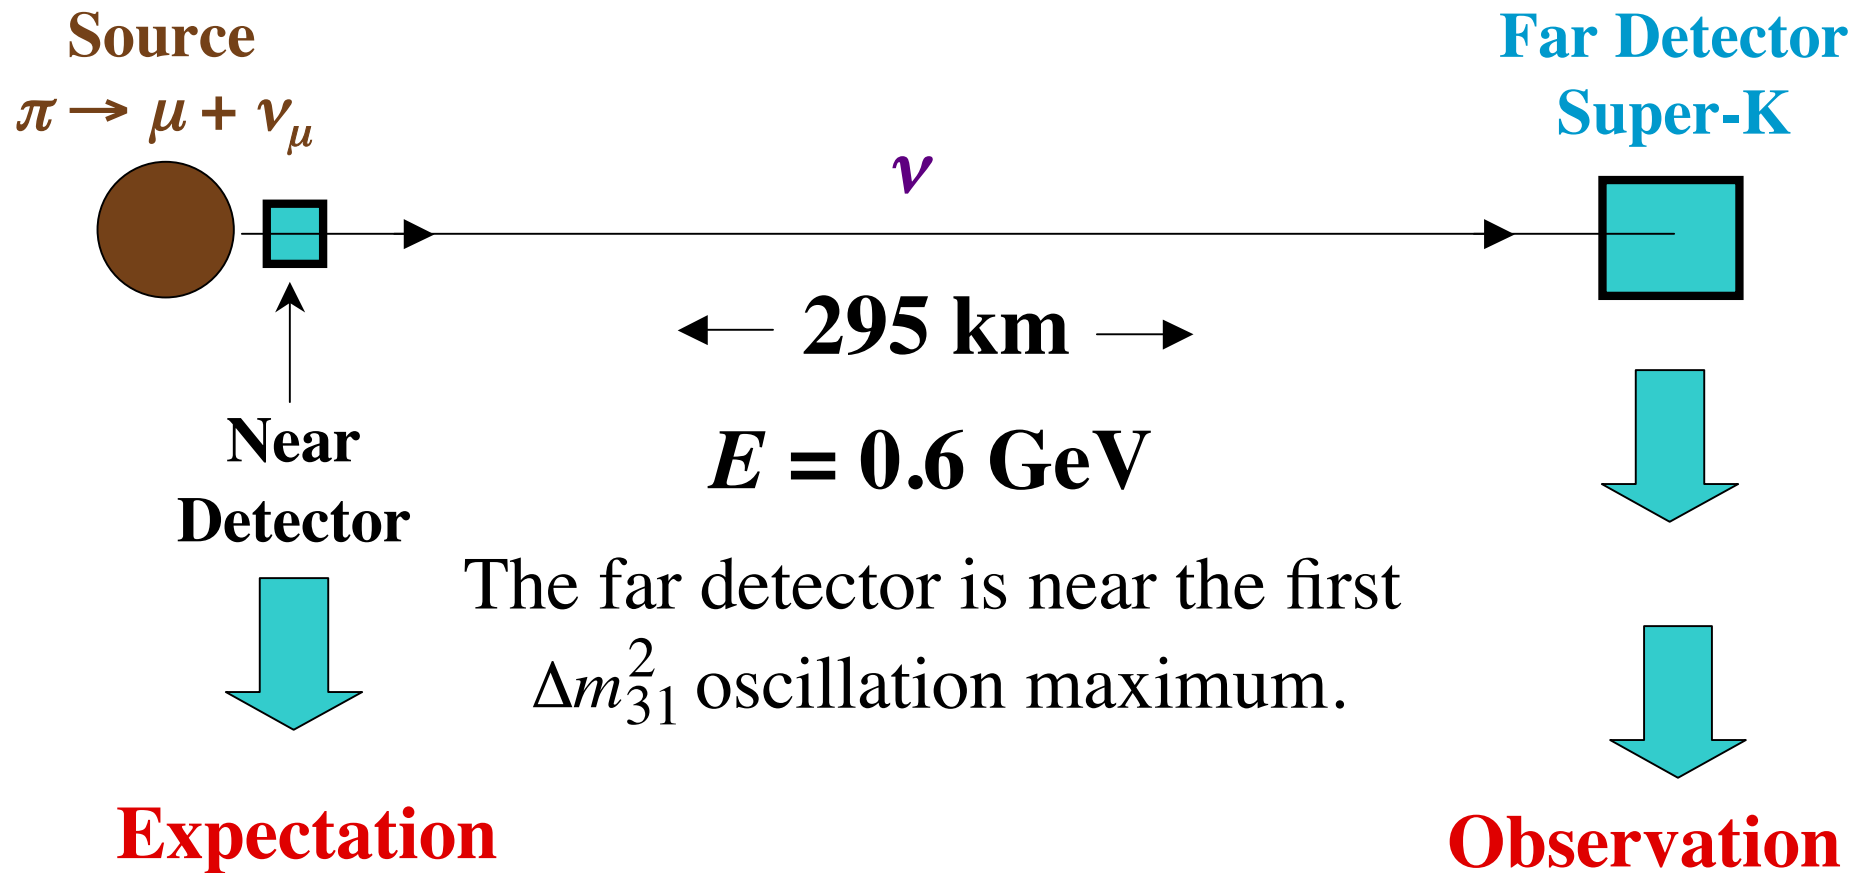 Source
π → μ + ν_μ
Far Detector
Super-K
ν
295 km
E = 0.6 GeV
Near
Detector
The far detector is near the first
Δm²₃₁ oscillation maximum.
Expectation
Observation